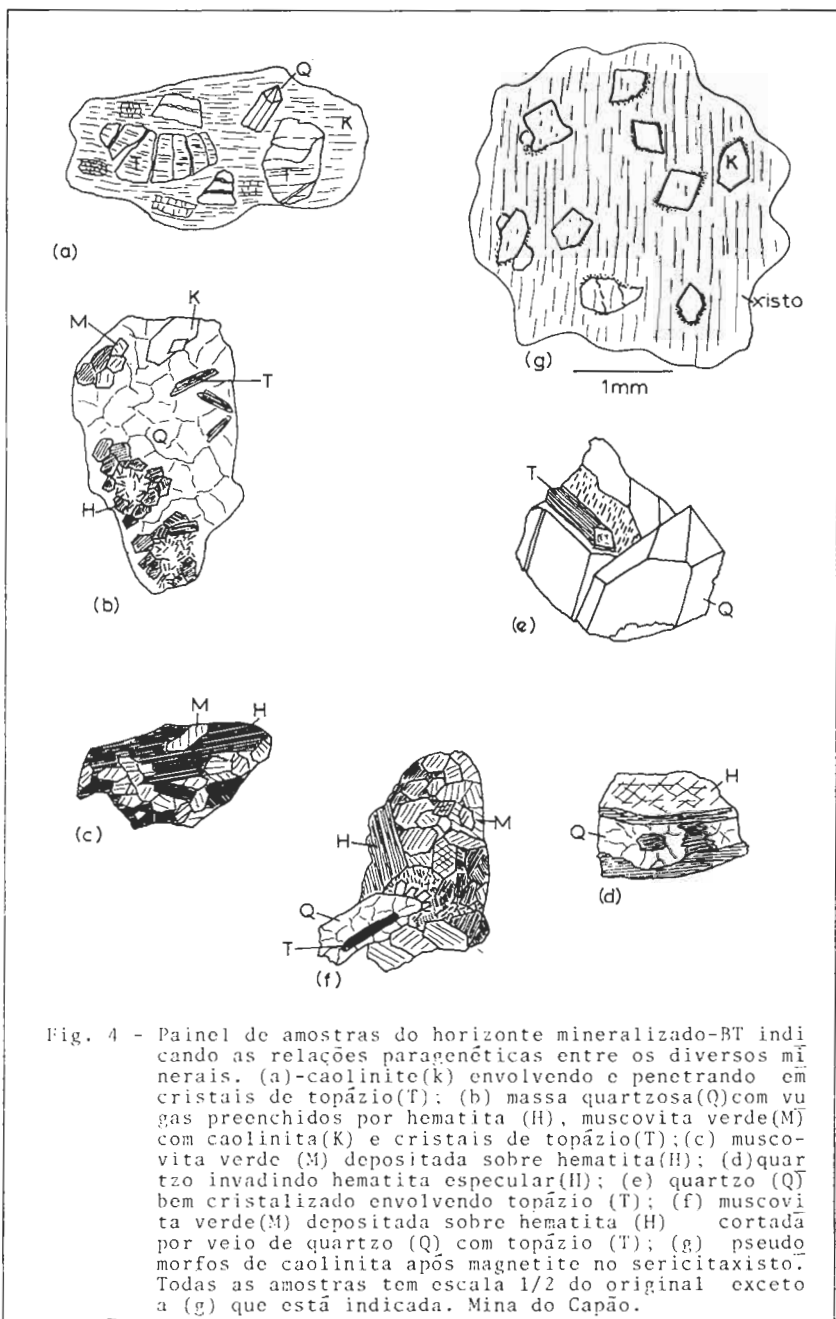 Q
K
T
T
(a)
K
xisto
(g)
1mm
K
M
T
Q
H
(b)
T
Q
(e)
M
H
(c)
H
M
Q
T
(f)
H
Q
(d)
Fig. 4 - Painel de amostras do horizonte mineralizado-BT indi
cando as relações paragenéticas entre os diversos mi
nerais. (a)-caolinite(k) envolvendo e penetrando em
cristais de topázio(T); (b) massa quartzosa(Q)com vu
gas preenchidos por hematita (H), muscovita verde(M)
com caolinita(K) e cristais de topázio(T);(c) musco-
vita verde (M) depositada sobre hematita(H); (d)quar
tzo invadindo hematita especular(H); (e) quartzo (Q)
bem cristalizado envolvendo topázio (T); (f) muscovi
ta verde(M) depositada sobre hematita (H) cortada
por veio de quartzo (Q) com topázio (T); (g) pseudo
morfos de caolinita após magnetite no sericitaxisto.
Todas as amostras tem escala 1/2 do original exceto
a (g) que está indicada. Mina do Capão.